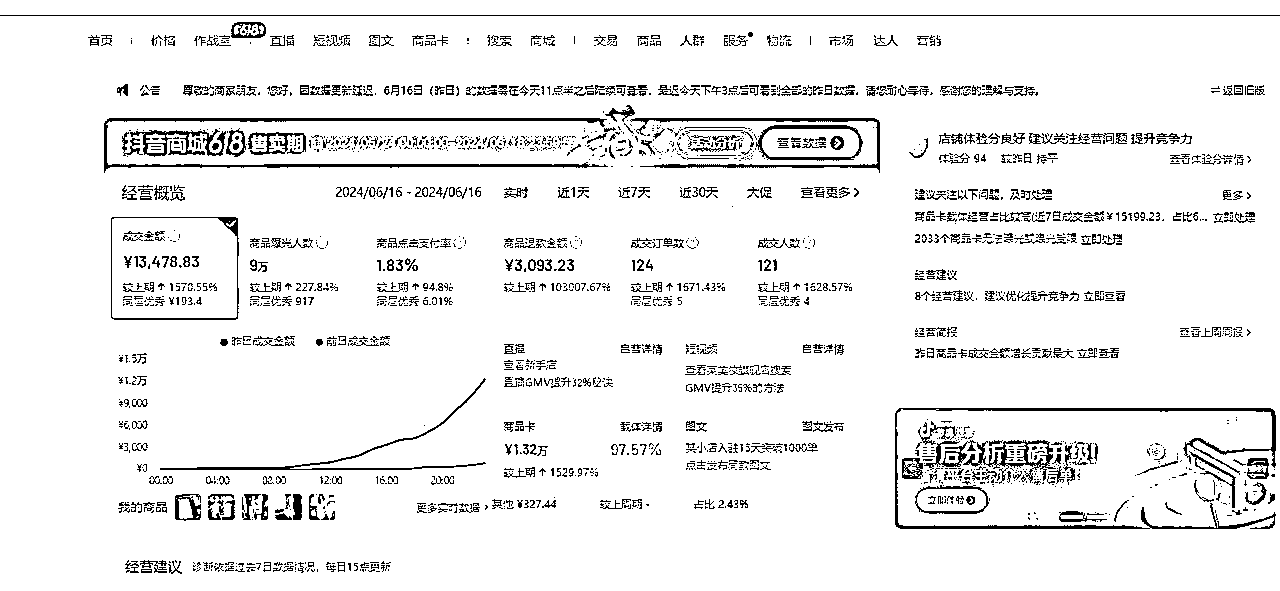 首页 价格 作战室 618 直播 短视频 图文 商品卡 搜索 商城 交易 商品 人群 服务 物流 市场 达人 营销
公告 尊敬的商家朋友，您好，因数据更新延迟，6月16日（昨日）的数据需在今天11点半之后陆续可查看，最迟今天下午3点后可看到全部的昨日数据，请您耐心等待，感谢您的理解与支持。 返回旧版
抖音商城618 售卖期 查看数据
店铺体验分良好 建议关注经营问题 提升竞争力
体验分 94 较昨日 持平 查看体验分详情
经营概览 2024/06/16 - 2024/06/16 实时 近1天 近7天 近30天 大促 查看更多
建议关注以下问题，及时处理 更多
商品卡载体经营占比较高(近7日成交金额¥15199.23，占比6... 立即处理
2033个商品卡无法曝光或曝光受限 立即处理
成交金额 商品曝光人数 商品点击支付率 商品退款金额 成交订单数 成交人数
¥13,478.83 9万 1.83% ¥3,093.23 124 121
较上期 1570.55% 较上期 227.84% 较上期 94.8% 较上期 103007.67% 较上期 1671.43% 较上期 1628.57%
同层优秀 ¥193.4 同层优秀 917 同层优秀 6.01% 同层优秀 5 同层优秀 4
经营建议
8个经营建议，建议优化提升竞争力 立即查看
经营简报 查看上周周报
昨日商品卡成交金额增长贡献最大 立即查看
昨日成交金额 前日成交金额
¥1.5万
¥1.2万
¥9,000
¥6,000
¥3,000
¥0
00:00 04:00 08:00 12:00 16:00 20:00
直播 自营详情
查看新手店
直播GMV提升32%秘诀
短视频 自营详情
GMV提升35%的方法
商品卡 载体详情
¥1.32万 97.57%
较上期 1529.97%
图文 图文发布
某小店入驻15天突破1000单
点击发布同款图文
我的商品 更多实时数据
其他 ¥327.44 较上周期 - 占比 2.43%
售后分析重磅升级!
立即体验
经营建议 诊断依据过去7日数据情况，每日15点更新